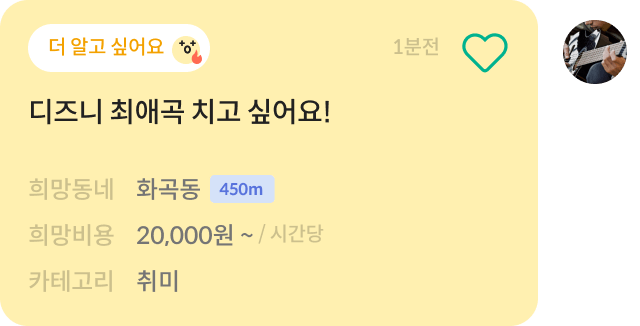 더 알고 싶어요
1분전
디즈니 최애곡 치고 싶어요!
희망동네 화곡동 450m
희망비용 20,000원 ~ / 시간당
카테고리 취미